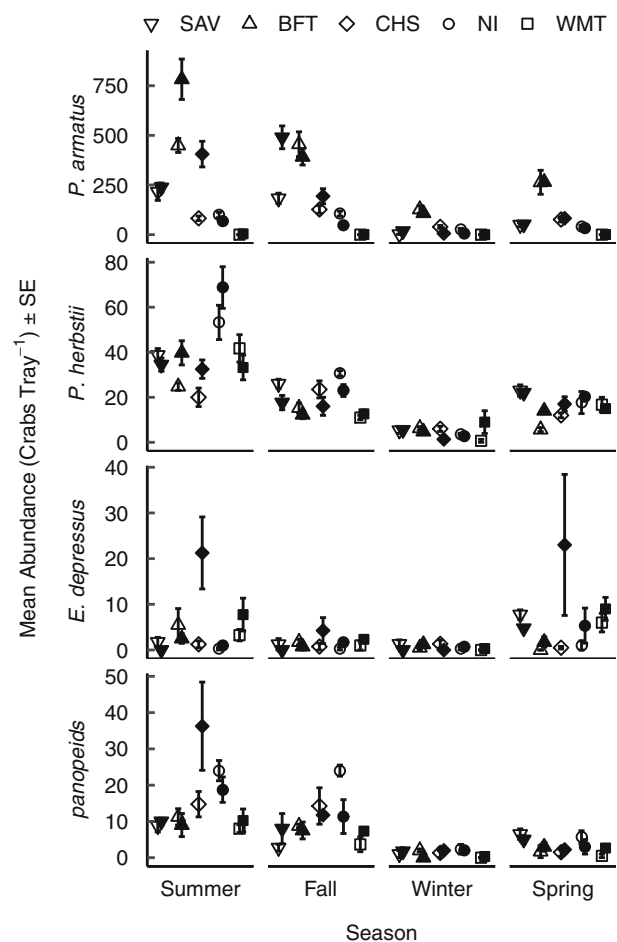 SAV BFT CHS NI WMT
Mean Abundance (Crabs Tray⁻¹) ± SE
P. armatus
750
500
250
0
P. herbstii
80
60
40
20
0
E. depressus
40
30
20
10
0
panopeids
50
40
30
20
10
0
Summer Fall Winter Spring
Season